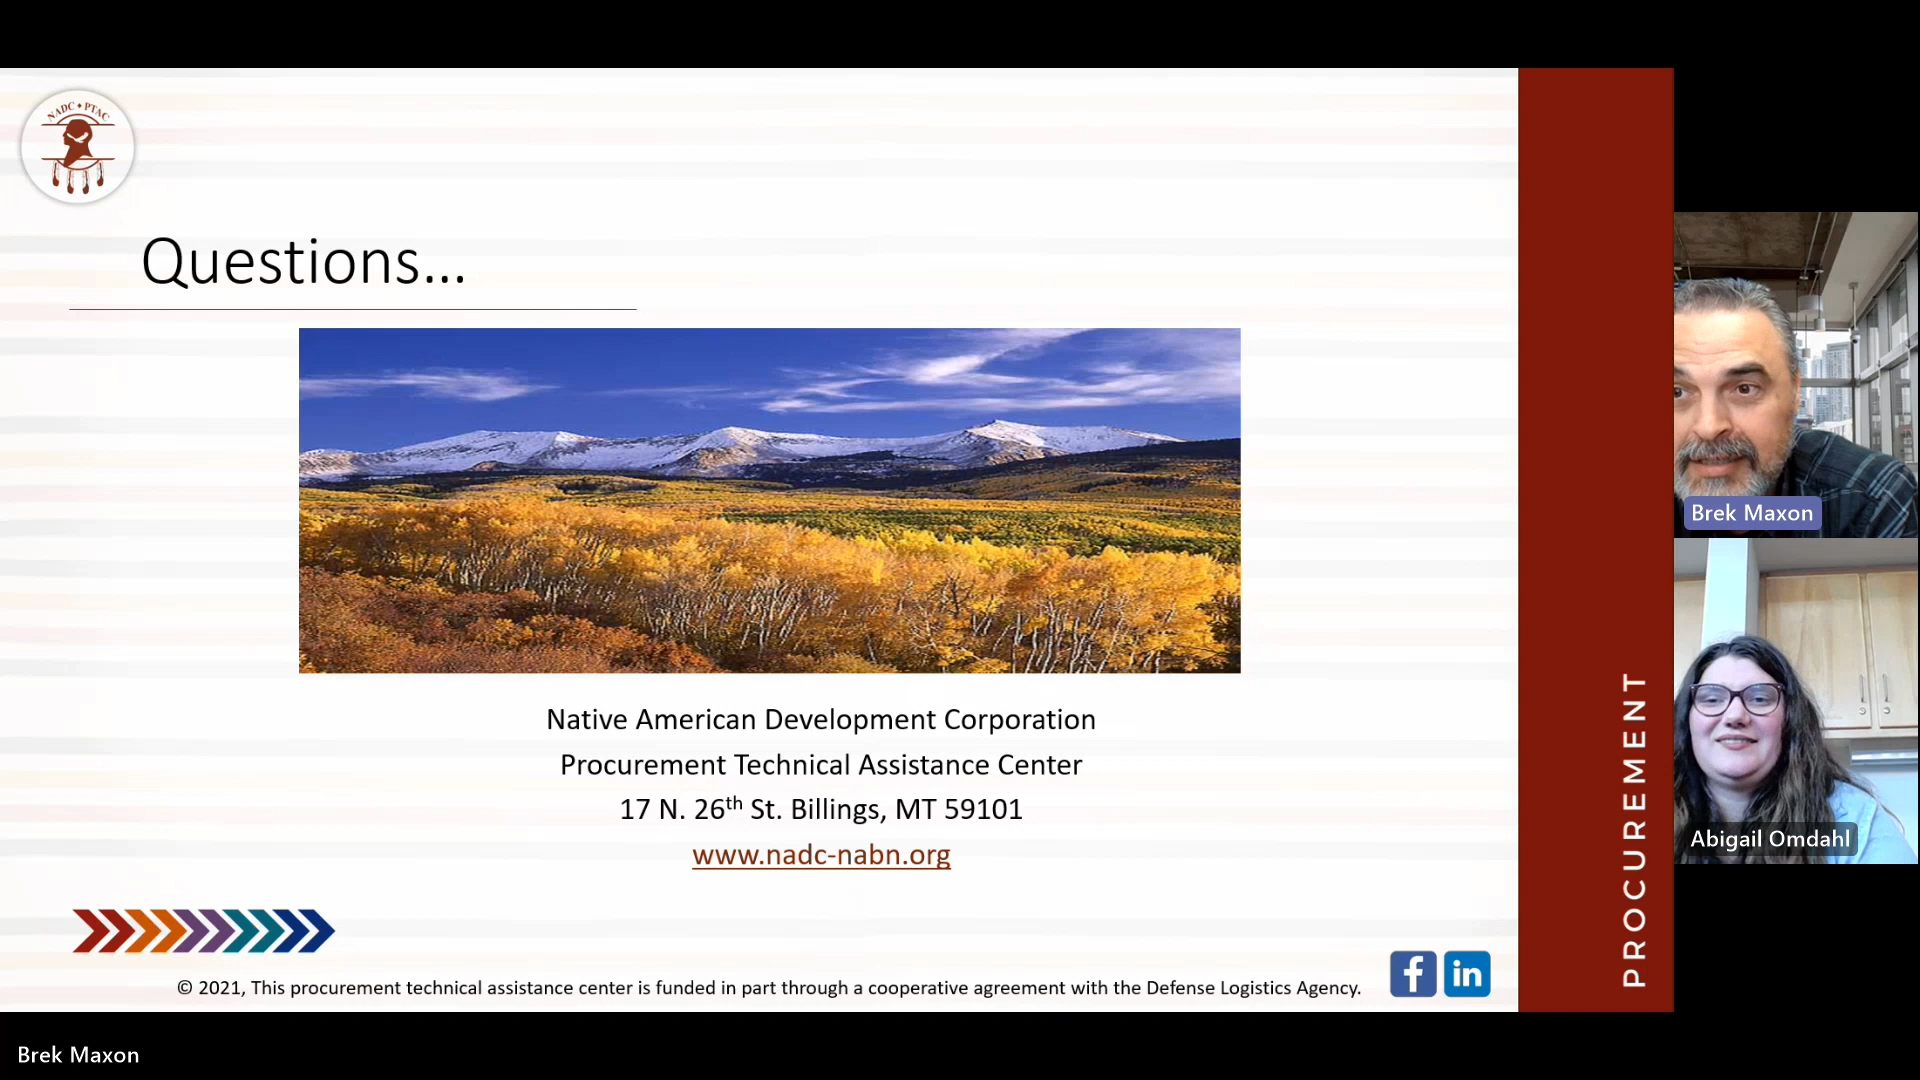 NADC ♦ PTAC
Questions...
Native American Development Corporation
Procurement Technical Assistance Center
17 N. 26th St. Billings, MT 59101
www.nadc-nabn.org
© 2021, This procurement technical assistance center is funded in part through a cooperative agreement with the Defense Logistics Agency.
f
in
PROCUREMENT
Brek Maxon
Abigail Omdahl
Brek Maxon